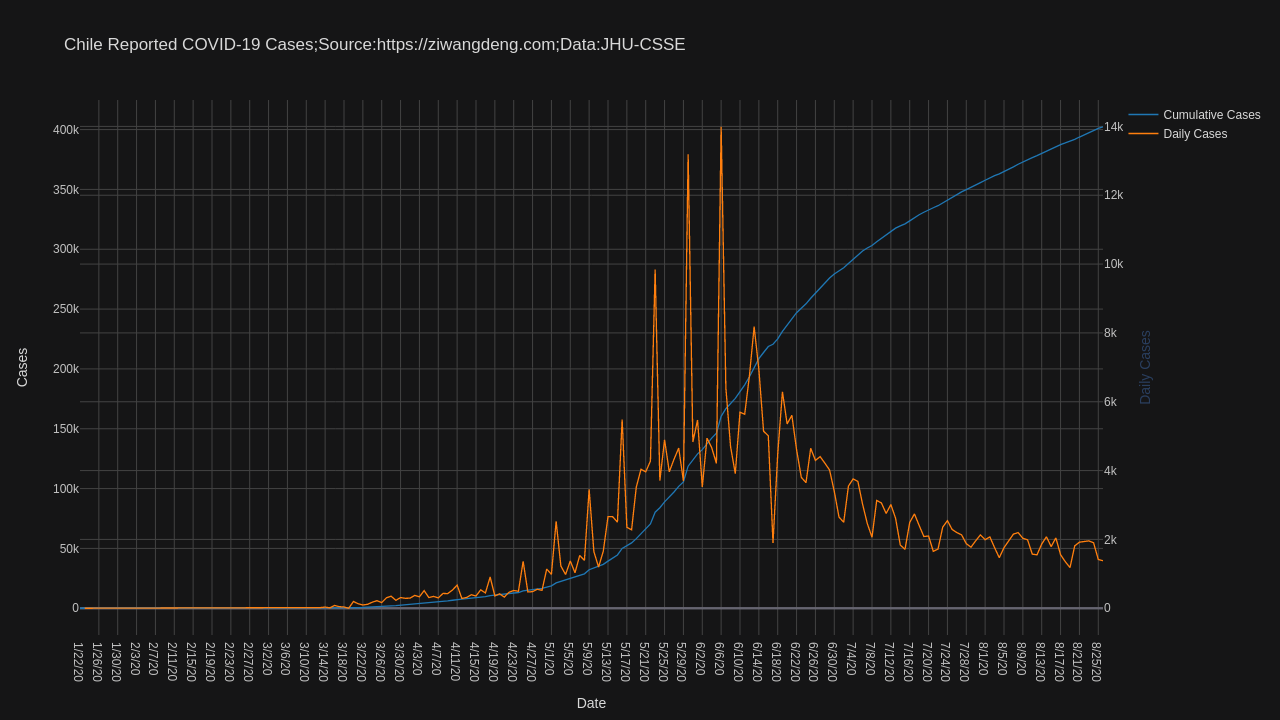 Chile Reported COVID-19 Cases;Source:https://ziwangdeng.com;Data:JHU-CSSE
Cumulative Cases
Daily Cases
400k
350k
300k
250k
200k
150k
100k
50k
0
14k
12k
10k
8k
6k
4k
2k
0
Cases
Daily Cases
1/22/20
1/26/20
1/30/20
2/3/20
2/7/20
2/11/20
2/15/20
2/19/20
2/23/20
2/27/20
3/2/20
3/6/20
3/10/20
3/14/20
3/18/20
3/22/20
3/26/20
3/30/20
4/3/20
4/7/20
4/11/20
4/15/20
4/19/20
4/23/20
4/27/20
5/1/20
5/5/20
5/9/20
5/13/20
5/17/20
5/21/20
5/25/20
5/29/20
6/2/20
6/6/20
6/10/20
6/14/20
6/18/20
6/22/20
6/26/20
6/30/20
7/4/20
7/8/20
7/12/20
7/16/20
7/20/20
7/24/20
7/28/20
8/1/20
8/5/20
8/9/20
8/13/20
8/17/20
8/21/20
8/25/20
Date